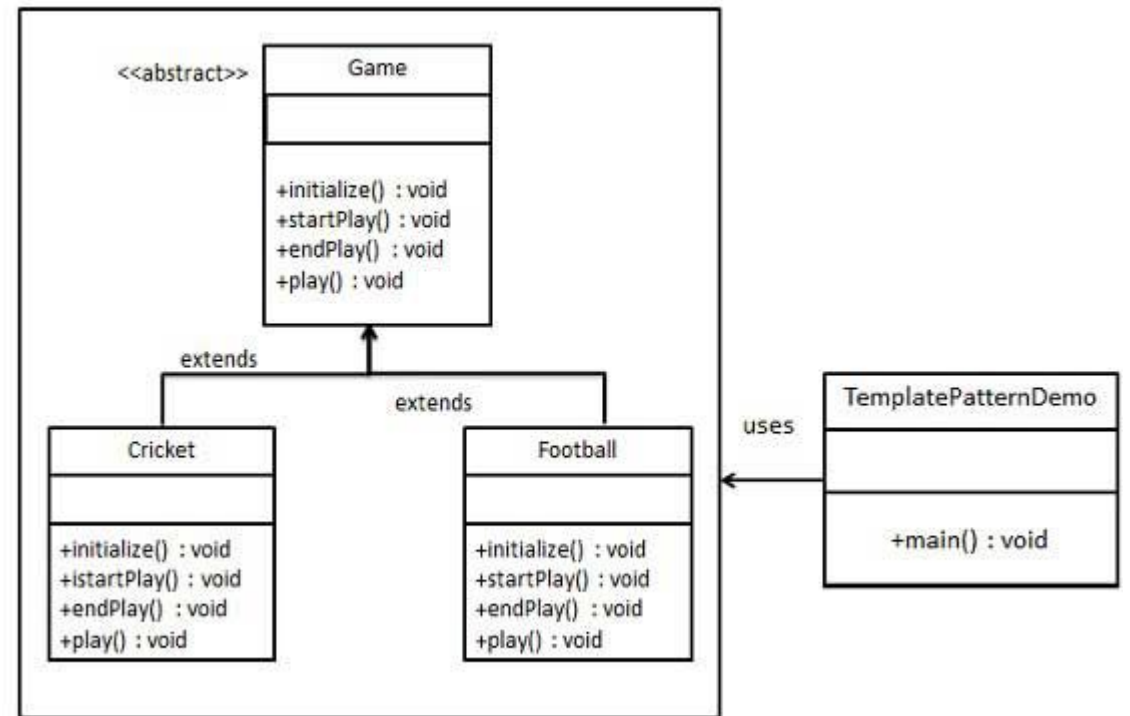 <<abstract>>
Game
+initialize() : void
+startPlay() : void
+endPlay() : void
+play() : void
extends
extends
Cricket
+initialize() : void
+istartPlay() : void
+endPlay() : void
+play() : void
Football
+initialize() : void
+startPlay() : void
+endPlay() : void
+play() : void
uses
TemplatePatternDemo
+main() : void